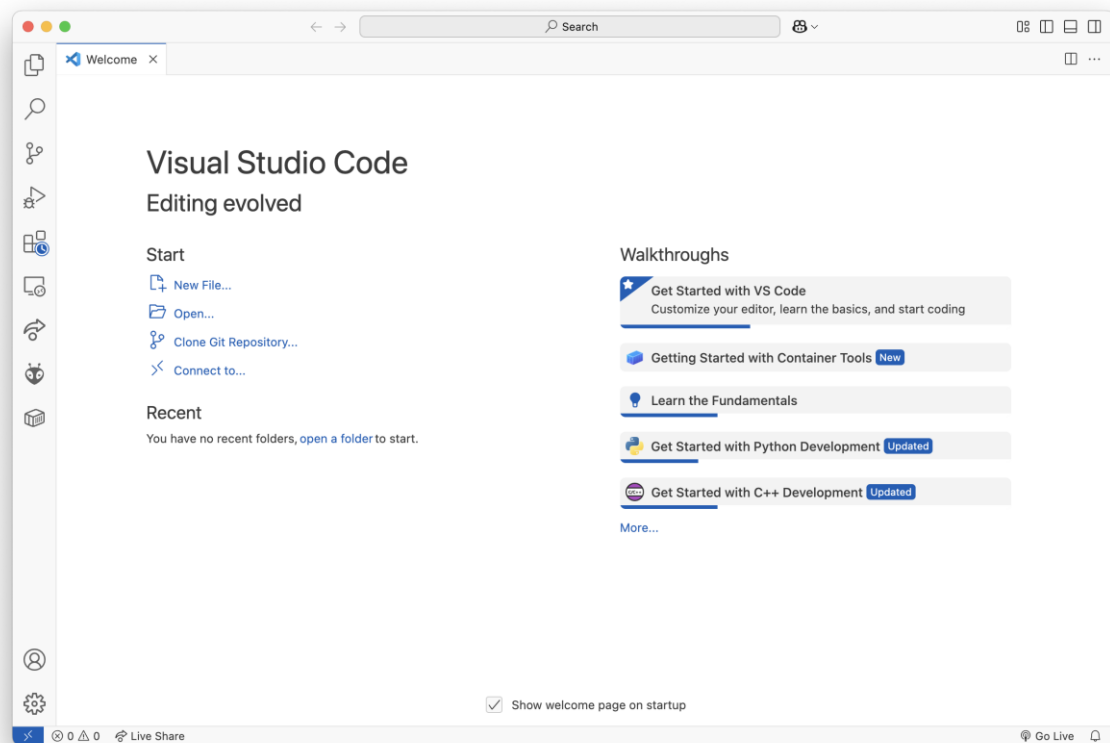 Search
Welcome
Visual Studio Code
Editing evolved
Start
New File...
Open...
Clone Git Repository...
Connect to...
Recent
You have no recent folders, open a folder to start.
Walkthroughs
Get Started with VS Code
Customize your editor, learn the basics, and start coding
Getting Started with Container Tools New
Learn the Fundamentals
Get Started with Python Development Updated
Get Started with C++ Development Updated
More...
Show welcome page on startup
0 0 Live Share
Go Live